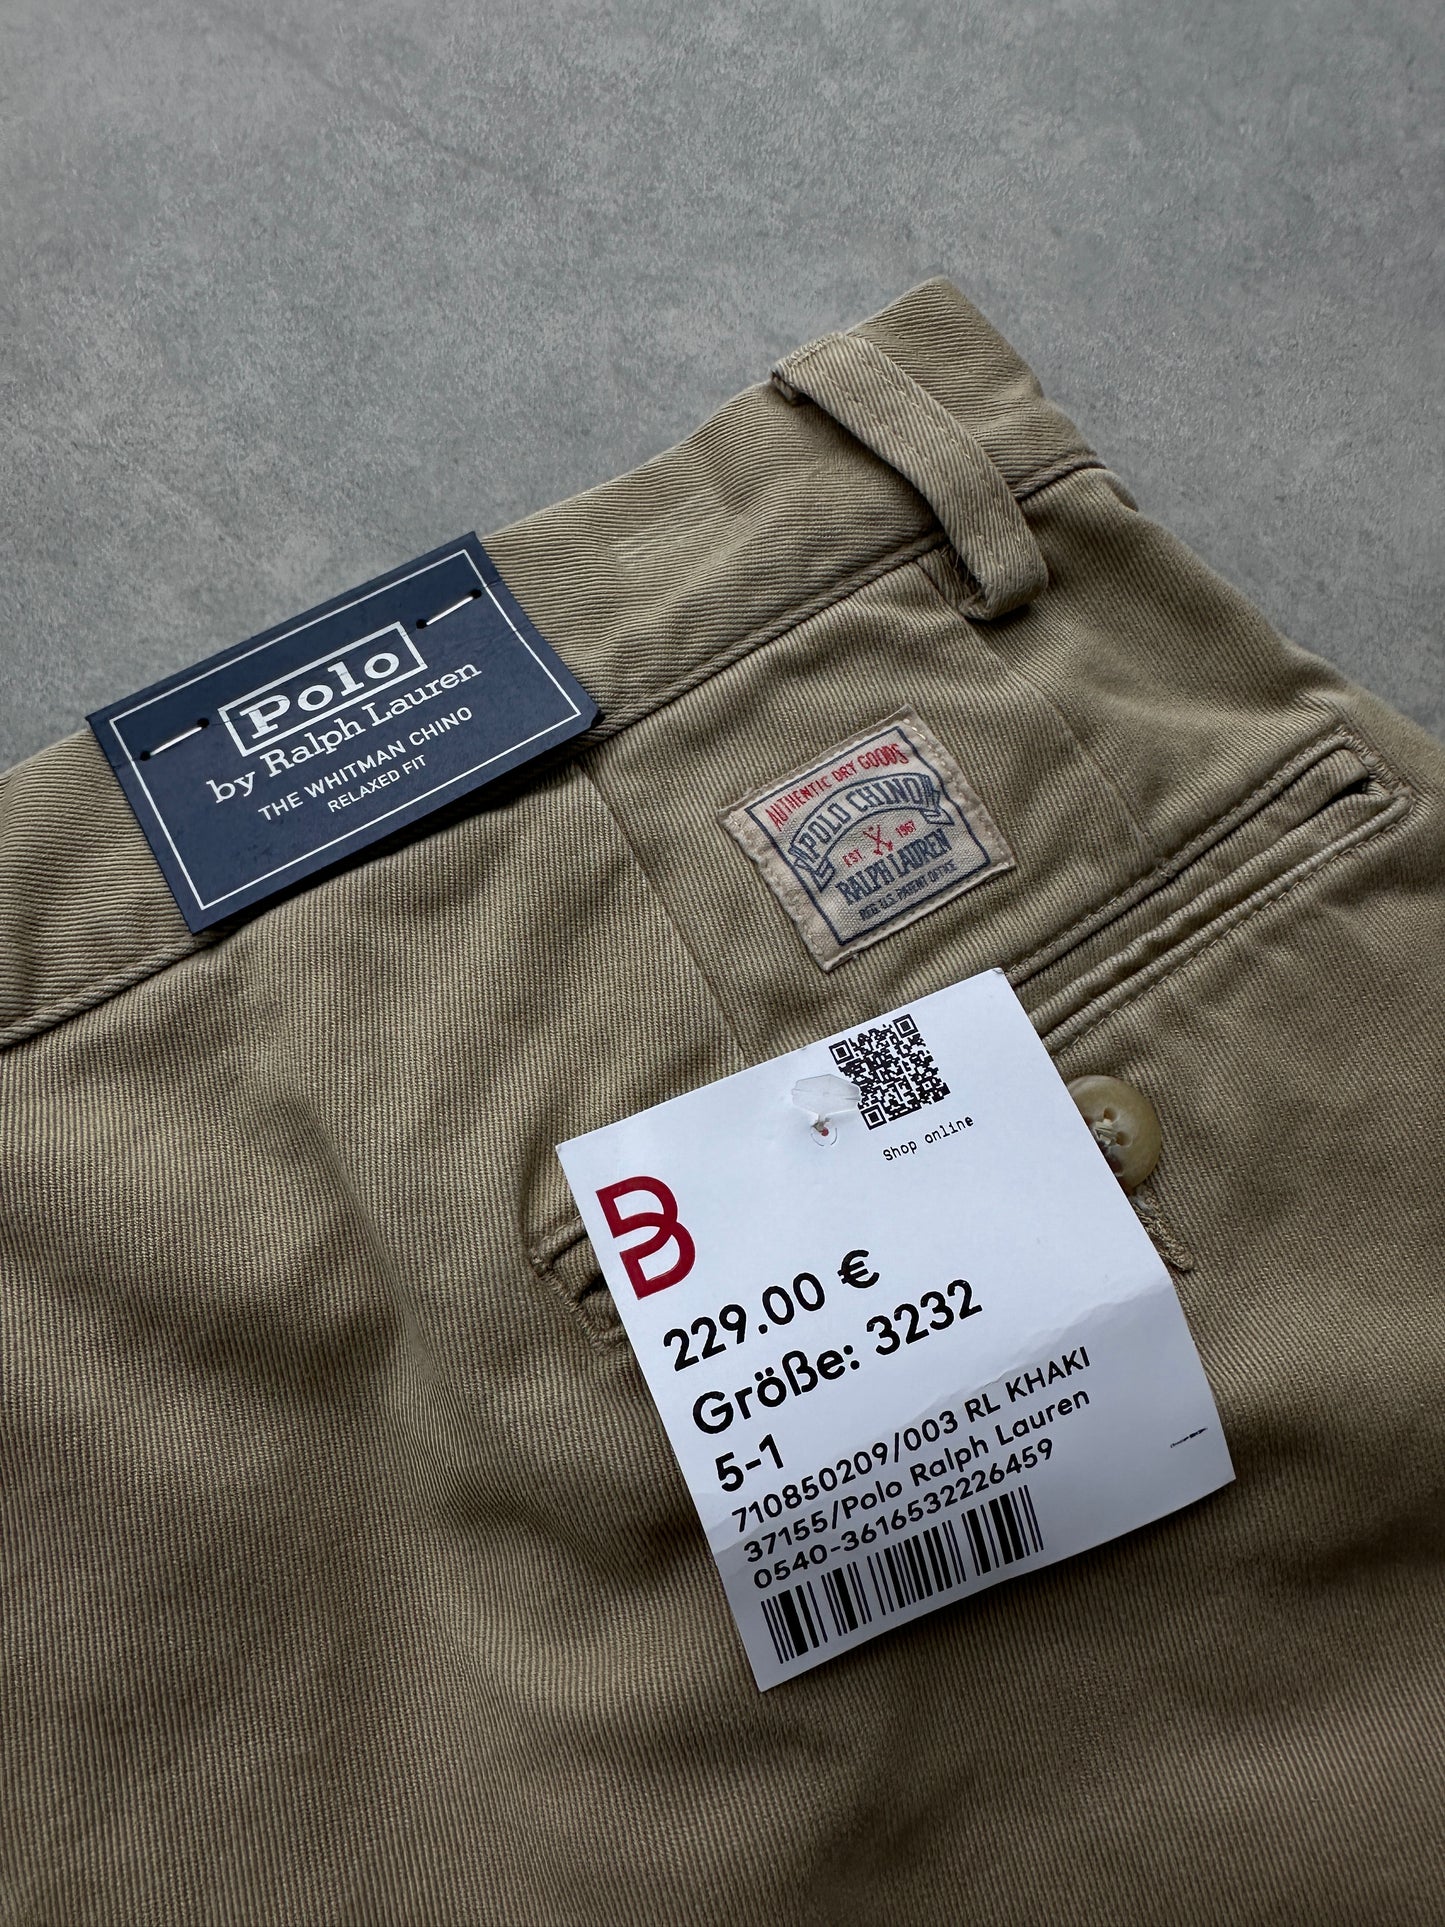 Polo
by Ralph Lauren
THE WHITMAN CHINO
RELAXED FIT
AUTHENTIC DRY GOODS
POLO CHINO
EST 1967
RALPH LAUREN
REG. U.S. PATENT OFFICE
Shop online
B
229.00 €
Größe: 3232
5-1
710850209/003 RL KHAKI
37155/Polo Ralph Lauren
0540-3616532226459